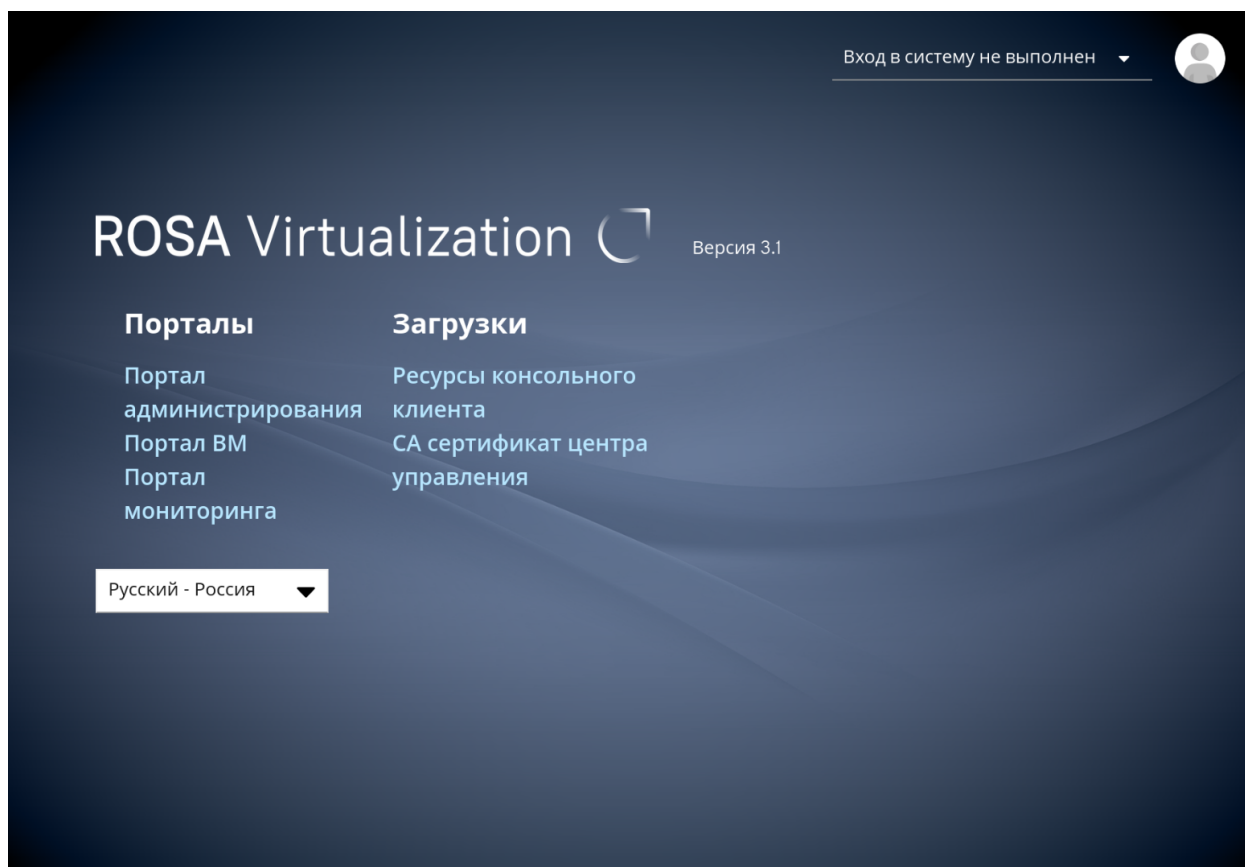 Вход в систему не выполнен
ROSA Virtualization
Версия 3.1
Порталы
Портал
администрирования
Портал ВМ
Портал
мониторинга
Загрузки
Ресурсы консольного
клиента
CA сертификат центра
управления
Русский - Россия